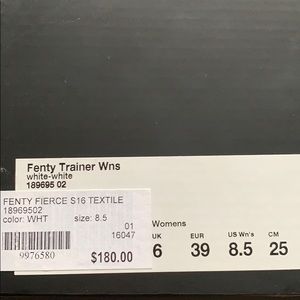 Fenty Trainer Wns
white-white
189695 02
FENTY FIERCE S16 TEXTILE
18969502
color: WHT size: 8.5
01
16047
9976580
$180.00
Womens
UK EUR US Wn's CM
6 39 8.5 25